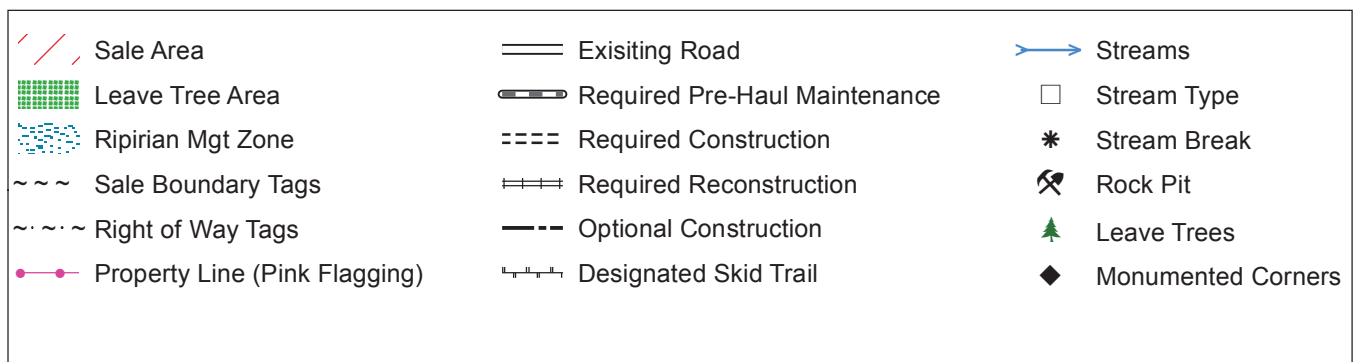 Sale Area
Leave Tree Area
Ripirian Mgt Zone
Sale Boundary Tags
Right of Way Tags
Property Line (Pink Flagging)
Exisiting Road
Required Pre-Haul Maintenance
Required Construction
Required Reconstruction
Optional Construction
Designated Skid Trail
Streams
Stream Type
Stream Break
Rock Pit
Leave Trees
Monumented Corners